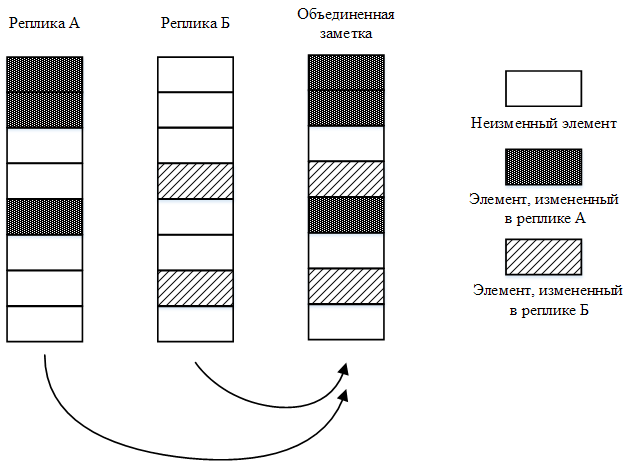 Реплика А
Реплика Б
Объединенная
заметка
Неизменный элемент
Элемент, измененный
в реплике А
Элемент, измененный
в реплике Б